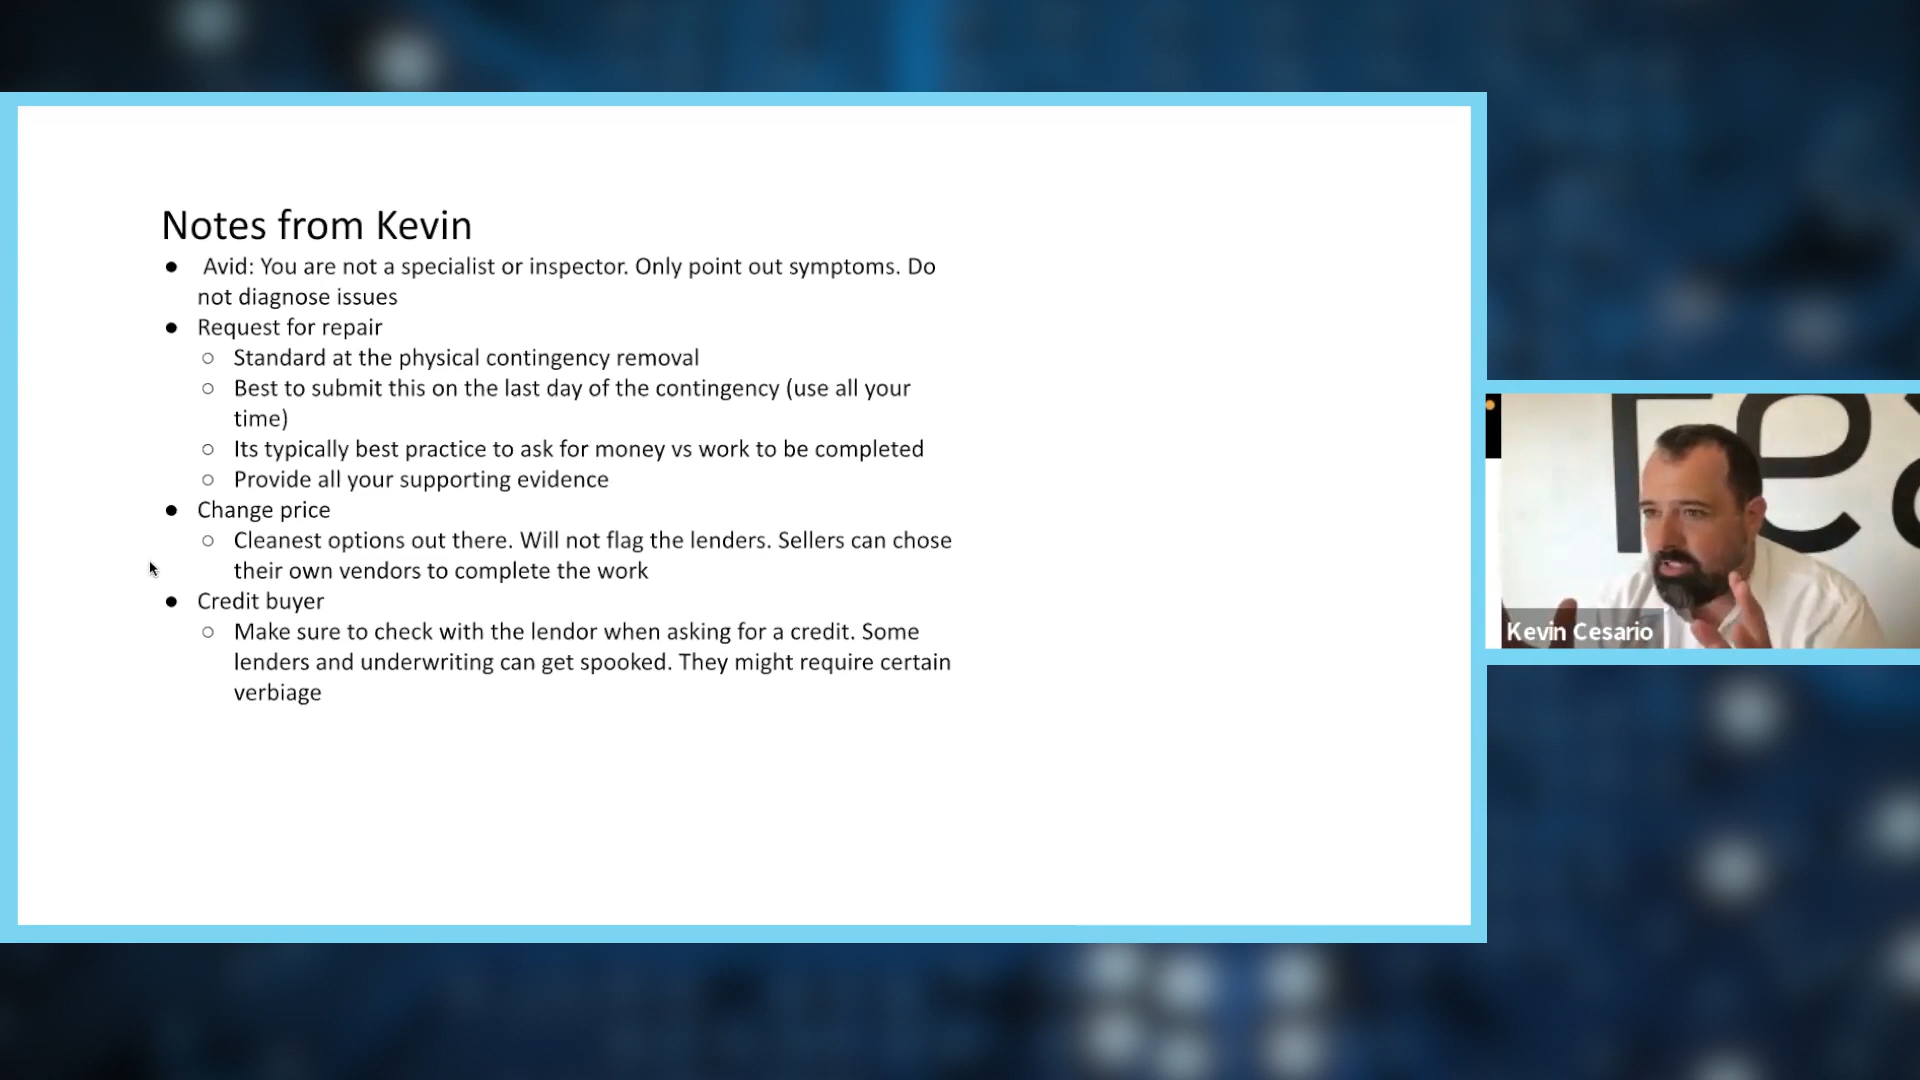 Notes from Kevin
● Avid: You are not a specialist or inspector. Only point out symptoms. Do
not diagnose issues
● Request for repair
○ Standard at the physical contingency removal
○ Best to submit this on the last day of the contingency (use all your
time)
○ Its typically best practice to ask for money vs work to be completed
○ Provide all your supporting evidence
● Change price
○ Cleanest options out there. Will not flag the lenders. Sellers can chose
their own vendors to complete the work
● Credit buyer
○ Make sure to check with the lendor when asking for a credit. Some
lenders and underwriting can get spooked. They might require certain
verbiage
Kevin Cesario